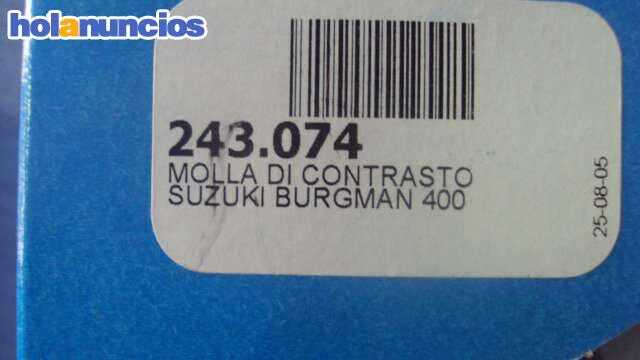 holanuncios
243.074
MOLLA DI CONTRASTO
SUZUKI BURGMAN 400
25-08-05